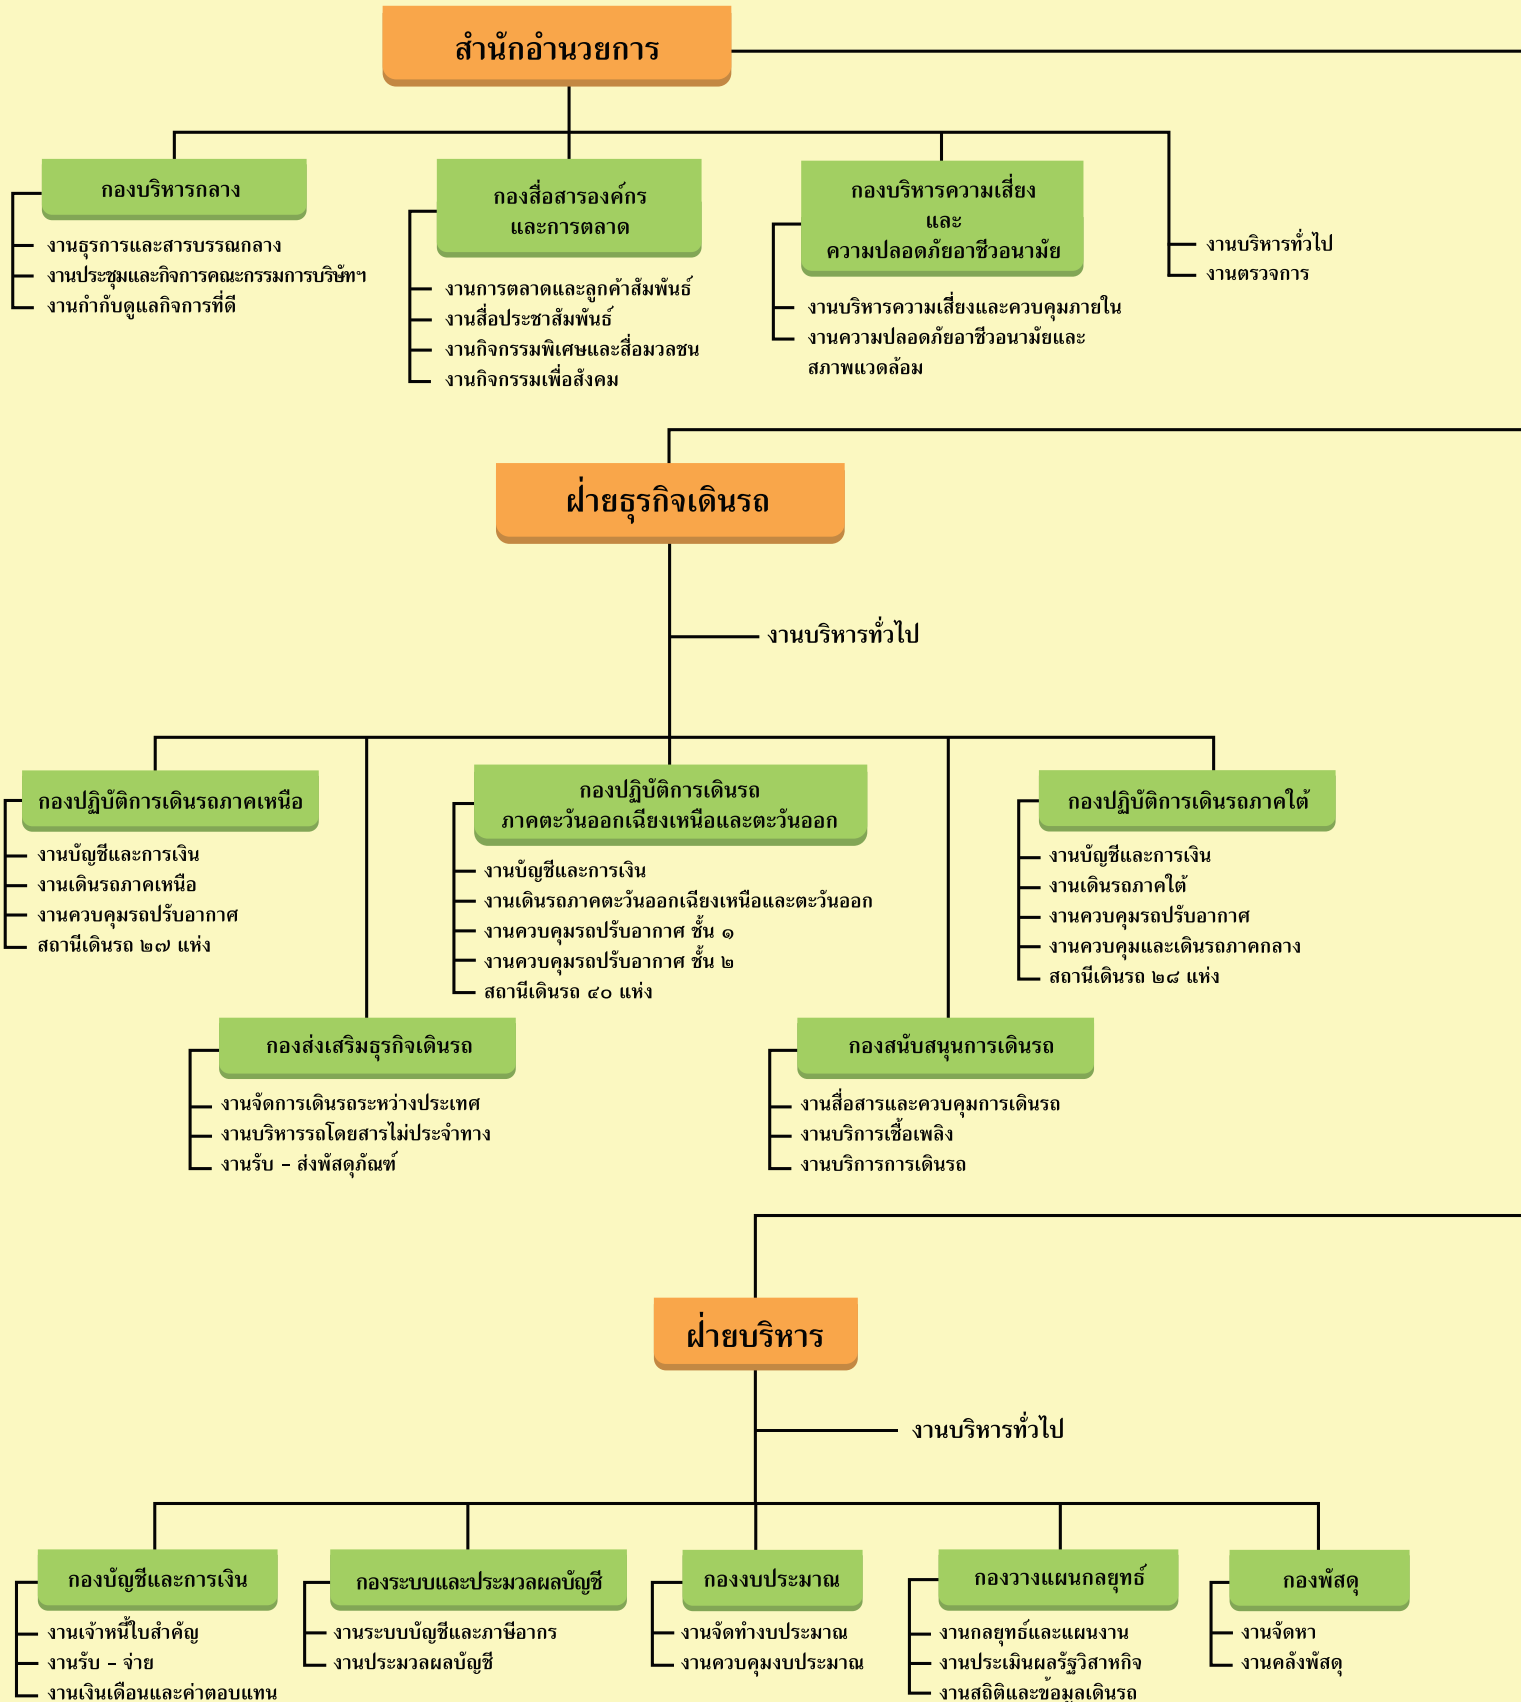 สำนักอำนวยการ
กองบริหารกลาง
งานธุรการและสารบรรณกลาง
งานประชุมและกิจการคณะกรรมการบริษัทฯ
งานกำกับดูแลกิจการที่ดี
กองสื่อสารองค์กร
และการตลาด
งานการตลาดและลูกค้าสัมพันธ์
งานสื่อประชาสัมพันธ์
งานกิจกรรมพิเศษและสื่อมวลชน
งานกิจกรรมเพื่อสังคม
กองบริหารความเสี่ยง
และ
ความปลอดภัยอาชีวอนามัย
งานบริหารความเสี่ยงและควบคุมภายใน
งานความปลอดภัยอาชีวอนามัยและ
สภาพแวดล้อม
งานบริหารทั่วไป
งานตรวจการ
ฝ่ายธุรกิจเดินรถ
งานบริหารทั่วไป
กองปฏิบัติการเดินรถภาคเหนือ
งานบัญชีและการเงิน
งานเดินรถภาคเหนือ
งานควบคุมรถปรับอากาศ
สถานีเดินรถ ๒๗ แห่ง
กองปฏิบัติการเดินรถ
ภาคตะวันออกเฉียงเหนือและตะวันออก
งานบัญชีและการเงิน
งานเดินรถภาคตะวันออกเฉียงเหนือและตะวันออก
งานควบคุมรถปรับอากาศ ชั้น ๑
งานควบคุมรถปรับอากาศ ชั้น ๒
สถานีเดินรถ ๔๐ แห่ง
กองปฏิบัติการเดินรถภาคใต้
งานบัญชีและการเงิน
งานเดินรถภาคใต้
งานควบคุมรถปรับอากาศ
งานควบคุมและเดินรถภาคกลาง
สถานีเดินรถ ๒๘ แห่ง
กองส่งเสริมธุรกิจเดินรถ
งานจัดการเดินรถระหว่างประเทศ
งานบริหารรถโดยสารไม่ประจำทาง
งานรับ - ส่งพัสดุภัณฑ์
กองสนับสนุนการเดินรถ
งานสื่อสารและควบคุมการเดินรถ
งานบริการเชื้อเพลิง
งานบริการการเดินรถ
ฝ่ายบริหาร
งานบริหารทั่วไป
กองบัญชีและการเงิน
งานเจ้าหนี้ใบสำคัญ
งานรับ - จ่าย
งานเงินเดือนและค่าตอบแทน
กองระบบและประมวลผลบัญชี
งานระบบบัญชีและภาษีอากร
งานประมวลผลบัญชี
กองงบประมาณ
งานจัดทำงบประมาณ
งานควบคุมงบประมาณ
กองวางแผนกลยุทธ์
งานกลยุทธ์และแผนงาน
งานประเมินผลรัฐวิสาหกิจ
งานสถิติและข้อมูลเดินรถ
กองพัสดุ
งานจัดหา
งานคลังพัสดุ